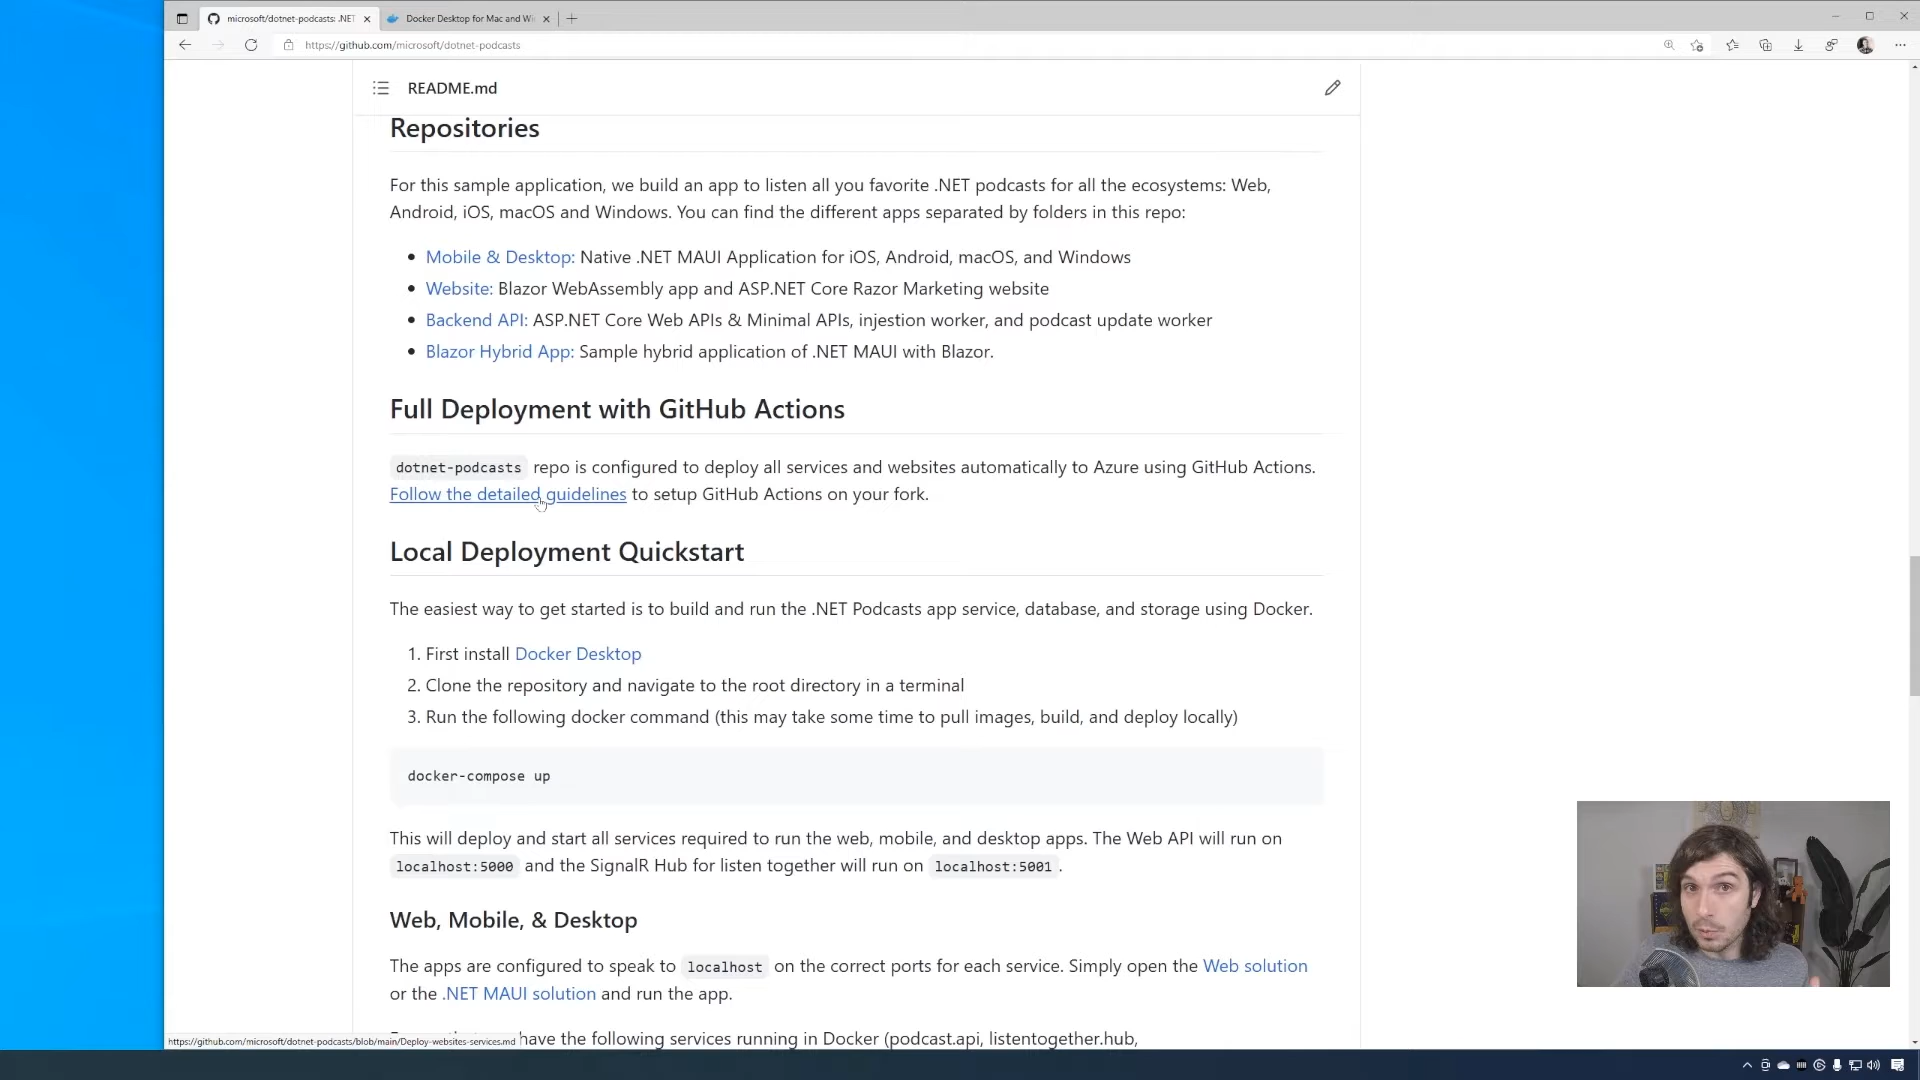 microsoft/dotnet-podcasts: .NET
Docker Desktop for Mac and Wi
https://github.com/microsoft/dotnet-podcasts
README.md
Repositories
For this sample application, we build an app to listen all you favorite .NET podcasts for all the ecosystems: Web,
Android, iOS, macOS and Windows. You can find the different apps separated by folders in this repo:
• Mobile & Desktop: Native .NET MAUI Application for iOS, Android, macOS, and Windows
• Website: Blazor WebAssembly app and ASP.NET Core Razor Marketing website
• Backend API: ASP.NET Core Web APIs & Minimal APIs, injestion worker, and podcast update worker
• Blazor Hybrid App: Sample hybrid application of .NET MAUI with Blazor.
Full Deployment with GitHub Actions
dotnet-podcasts repo is configured to deploy all services and websites automatically to Azure using GitHub Actions.
Follow the detailed guidelines to setup GitHub Actions on your fork.
Local Deployment Quickstart
The easiest way to get started is to build and run the .NET Podcasts app service, database, and storage using Docker.
1. First install Docker Desktop
2. Clone the repository and navigate to the root directory in a terminal
3. Run the following docker command (this may take some time to pull images, build, and deploy locally)
docker-compose up
This will deploy and start all services required to run the web, mobile, and desktop apps. The Web API will run on
localhost:5000 and the SignalR Hub for listen together will run on localhost:5001.
Web, Mobile, & Desktop
The apps are configured to speak to localhost on the correct ports for each service. Simply open the Web solution
or the .NET MAUI solution and run the app.
have the following services running in Docker (podcast.api, listentogether.hub,
https://github.com/microsoft/dotnet-podcasts/blob/main/Deploy-websites-services.md